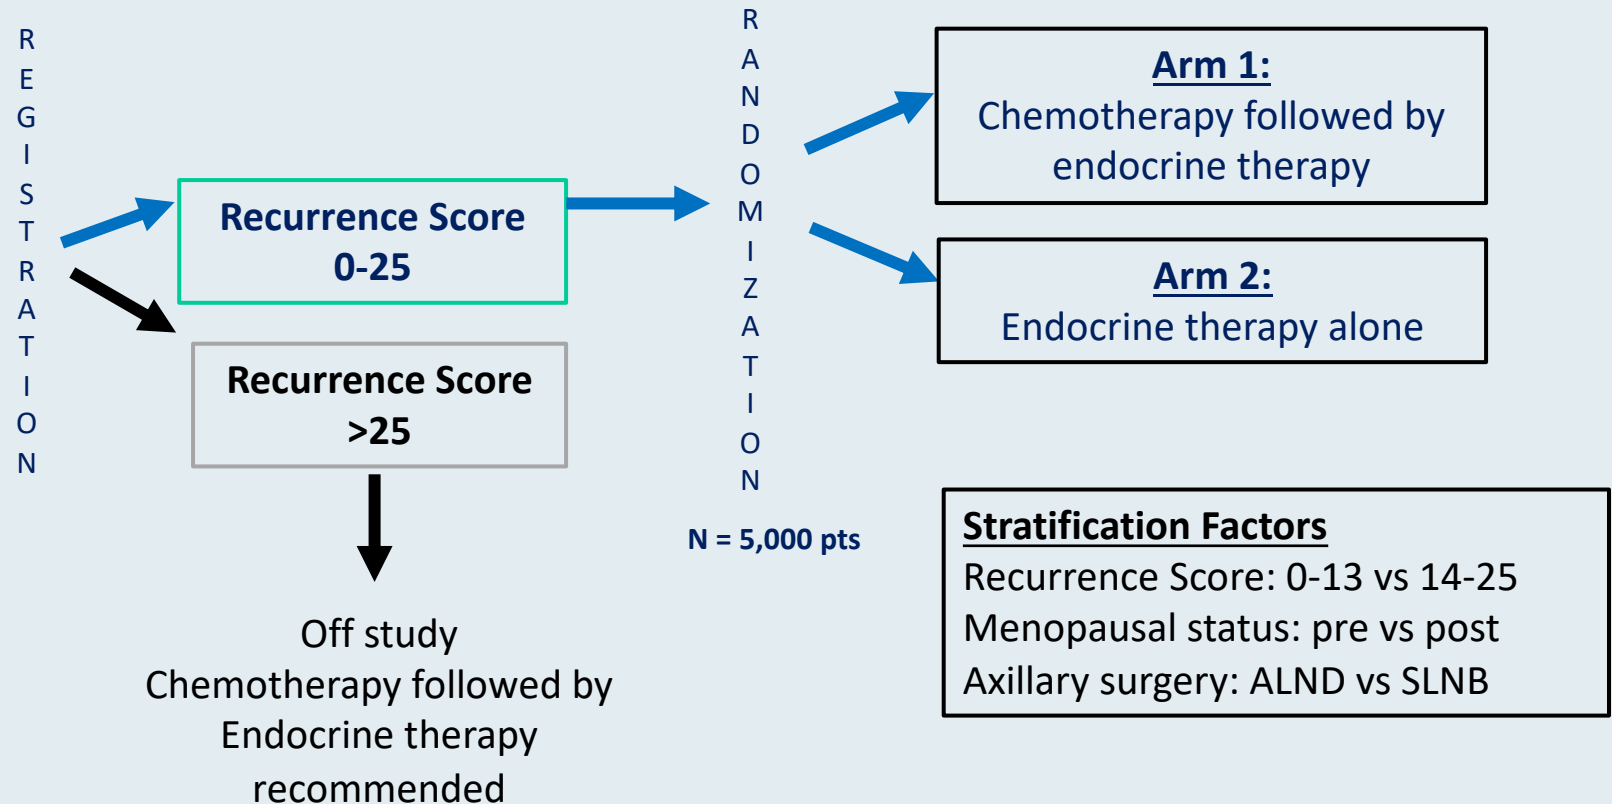 REGISTRATION
Recurrence Score
0-25
Recurrence Score
>25
Off study
Chemotherapy followed by
Endocrine therapy
recommended
RANDOMIZATION
N = 5,000 pts
Arm 1:
Chemotherapy followed by
endocrine therapy
Arm 2:
Endocrine therapy alone
Stratification Factors
Recurrence Score: 0-13 vs 14-25
Menopausal status: pre vs post
Axillary surgery: ALND vs SLNB